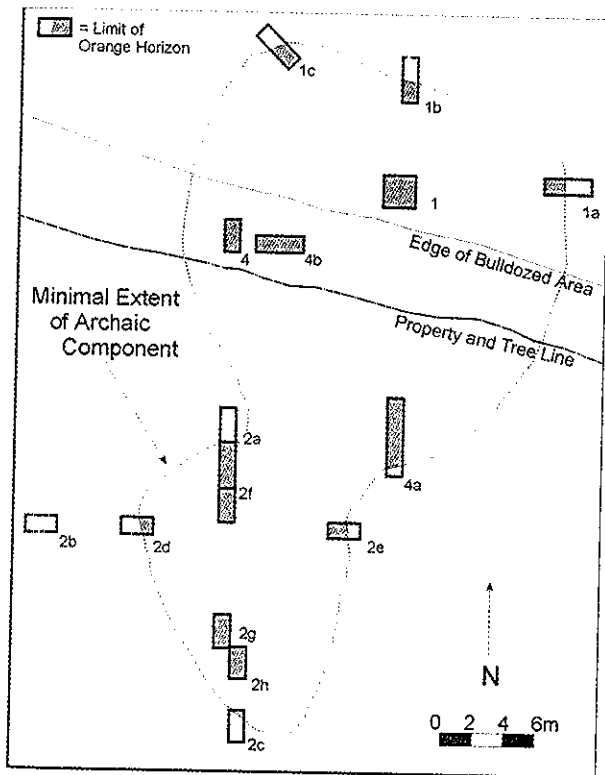 = Limit of
Orange Horizon
1c
1b
1
1a
4
4b
Edge of Bulldozed Area
Minimal Extent
of Archaic
Component
Property and Tree Line
2a
4a
2f
2b
2d
2e
2g
2h
N
2c
0 2 4 6m